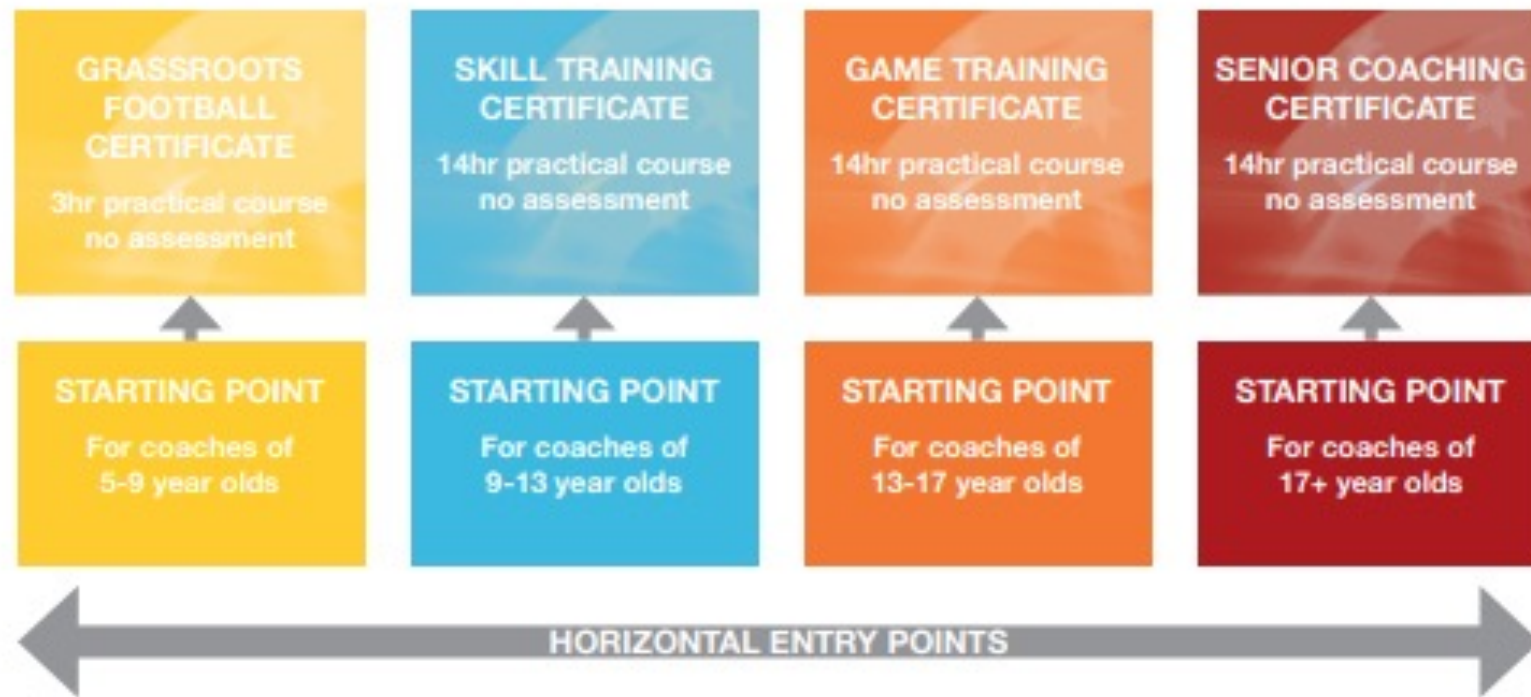 GRASSROOTS
FOOTBALL
CERTIFICATE
3hr practical course
no assessment
SKILL TRAINING
CERTIFICATE
14hr practical course
no assessment
GAME TRAINING
CERTIFICATE
14hr practical course
no assessment
SENIOR COACHING
CERTIFICATE
14hr practical course
no assessment
STARTING POINT
For coaches of
5-9 year olds
STARTING POINT
For coaches of
9-13 year olds
STARTING POINT
For coaches of
13-17 year olds
STARTING POINT
For coaches of
17+ year olds
HORIZONTAL ENTRY POINTS